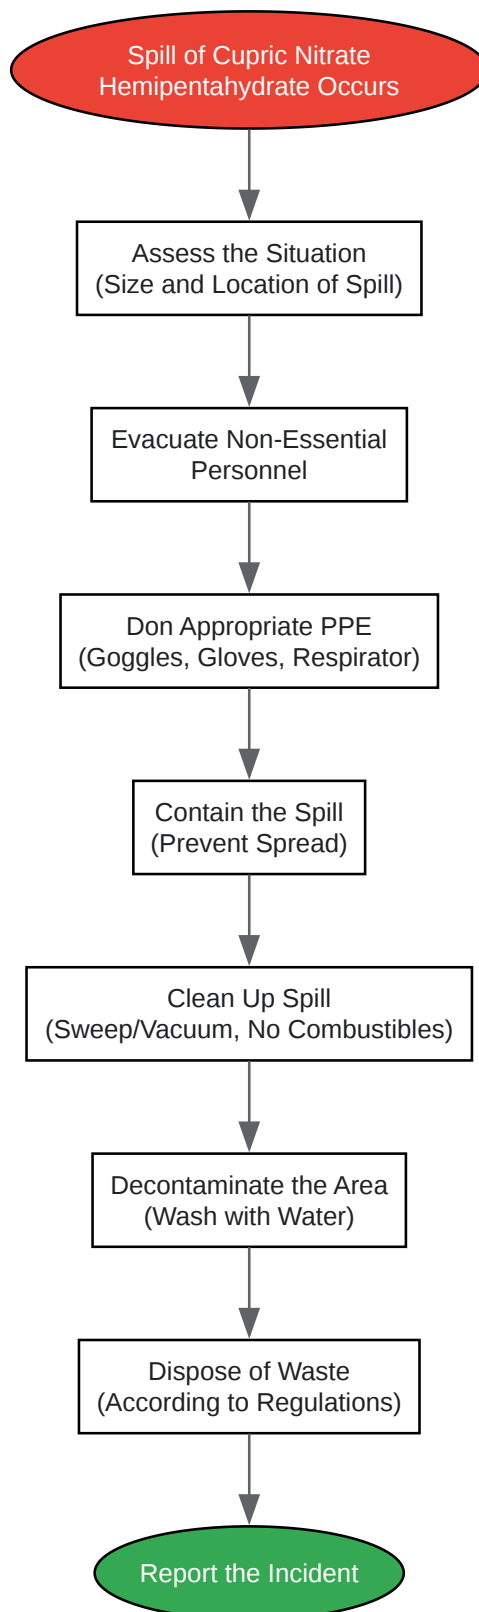 Spill of Cupric Nitrate
Hemipentahydrate Occurs
Assess the Situation
(Size and Location of Spill)
Evacuate Non-Essential
Personnel
Don Appropriate PPE
(Goggles, Gloves, Respirator)
Contain the Spill
(Prevent Spread)
Clean Up Spill
(Sweep/Vacuum, No Combustibles)
Decontaminate the Area
(Wash with Water)
Dispose of Waste
(According to Regulations)
Report the Incident